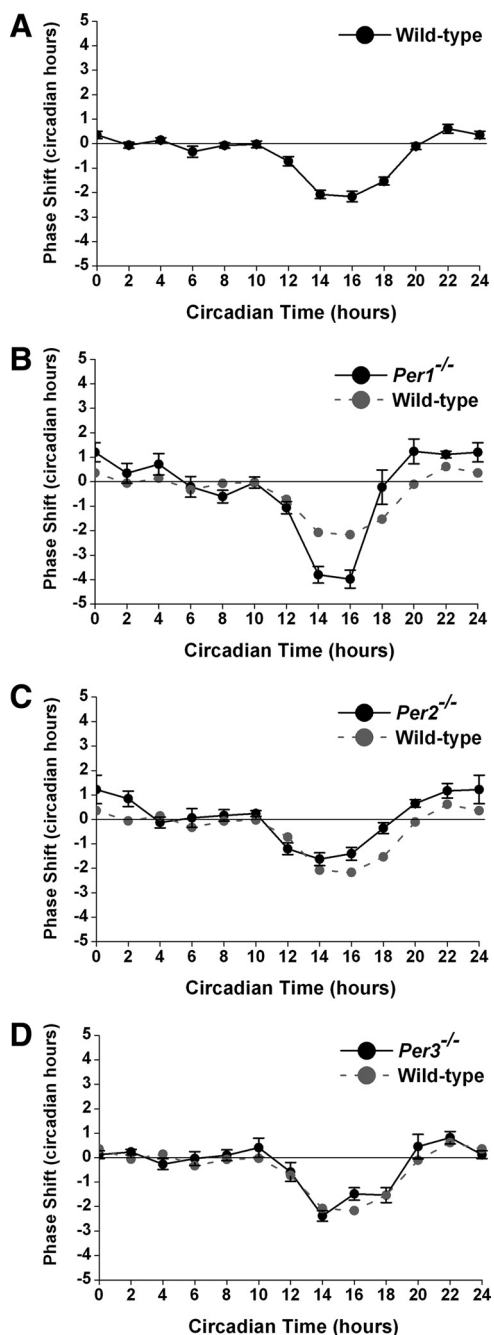 A
Wild-type
Phase Shift (circadian hours)
5
4
3
2
1
0
-1
-2
-3
-4
-5
0 2 4 6 8 10 12 14 16 18 20 22 24
Circadian Time (hours)
B
Per1-/-
Wild-type
Phase Shift (circadian hours)
5
4
3
2
1
0
-1
-2
-3
-4
-5
0 2 4 6 8 10 12 14 16 18 20 22 24
Circadian Time (hours)
C
Per2-/-
Wild-type
Phase Shift (circadian hours)
5
4
3
2
1
0
-1
-2
-3
-4
-5
0 2 4 6 8 10 12 14 16 18 20 22 24
Circadian Time (hours)
D
Per3-/-
Wild-type
Phase Shift (circadian hours)
5
4
3
2
1
0
-1
-2
-3
-4
-5
0 2 4 6 8 10 12 14 16 18 20 22 24
Circadian Time (hours)